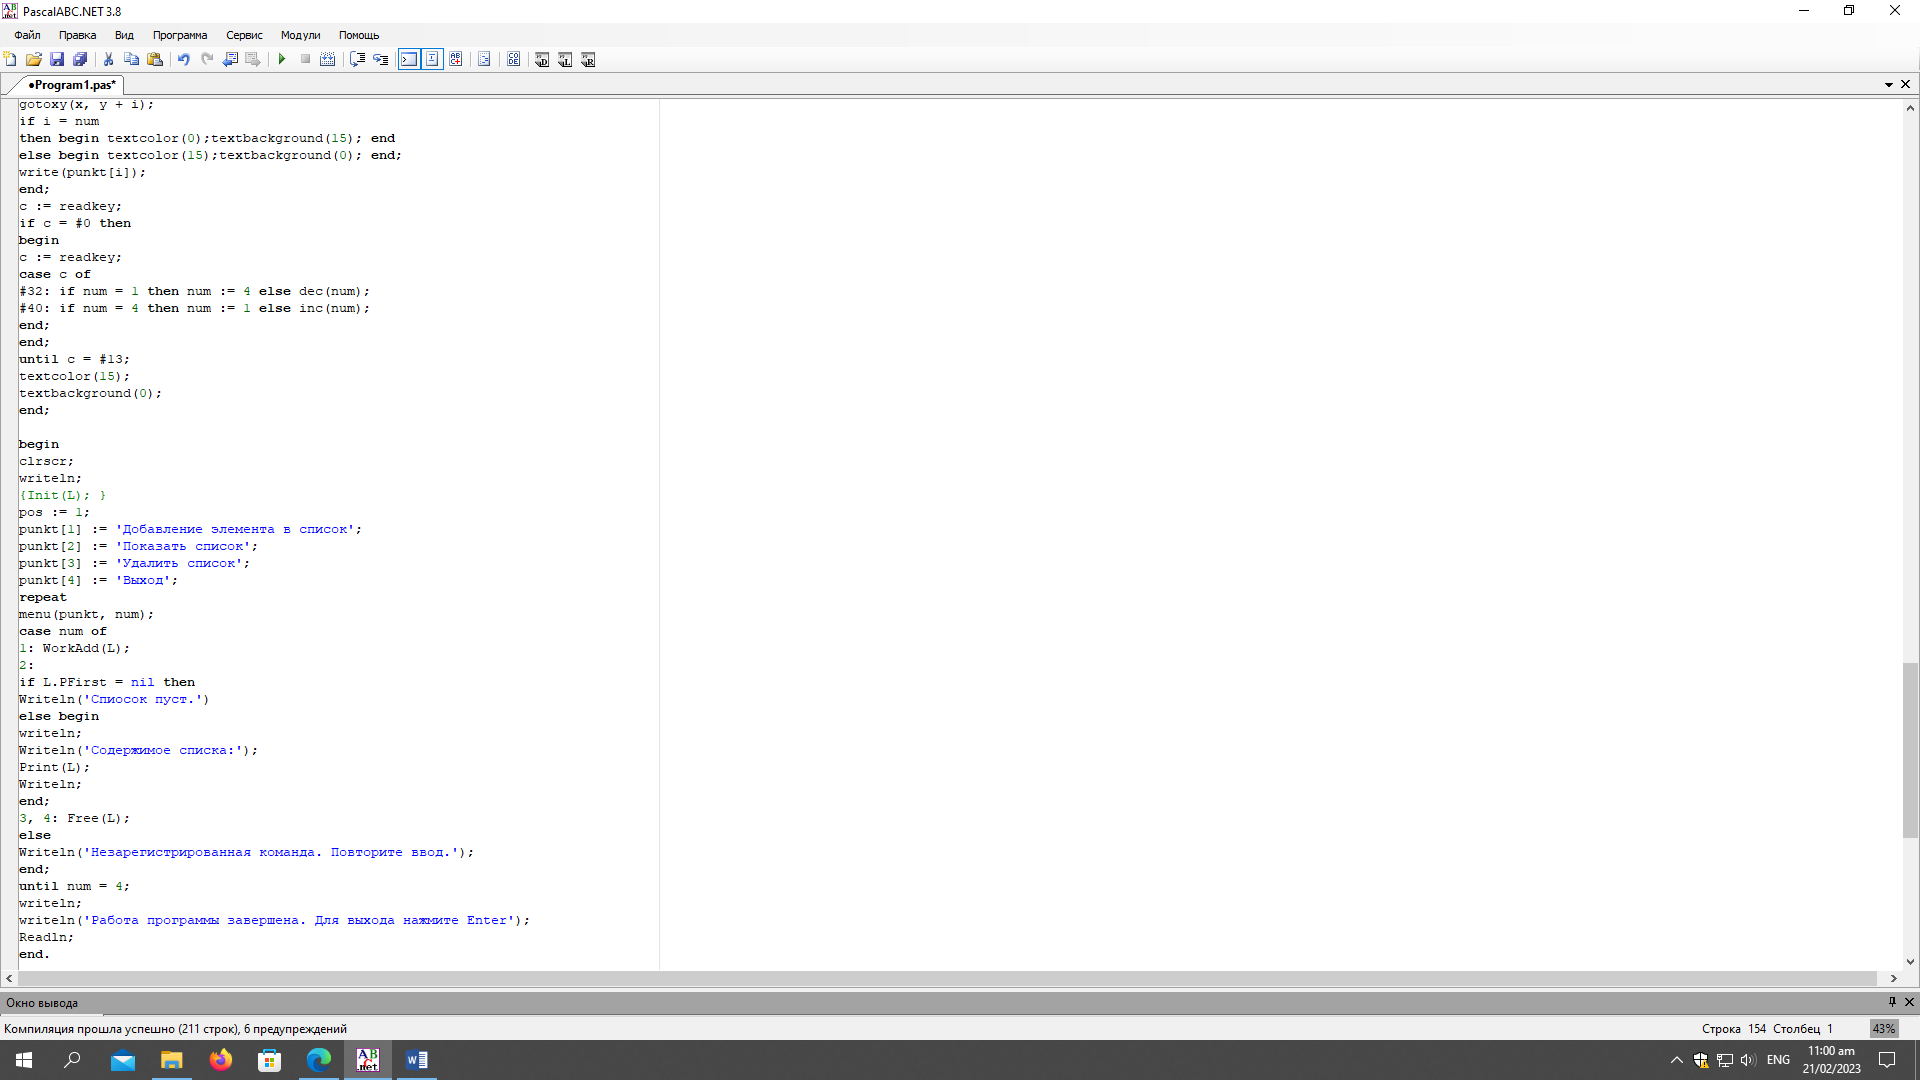 PascalABC.NET 3.8
Файл Правка Вид Программа Сервис Модули Помощь
•Program1.pas*
gotoxy(x, y + i);
if i = num
then begin textcolor(0);textbackground(15); end
else begin textcolor(15);textbackground(0); end;
write(punkt[i]);
end;
c := readkey;
if c = #0 then
begin
c := readkey;
case c of
#32: if num = 1 then num := 4 else dec(num);
#40: if num = 4 then num := 1 else inc(num);
end;
end;
until c = #13;
textcolor(15);
textbackground(0);
end;
begin
clrscr;
writeln;
{Init(L); }
pos := 1;
punkt[1] := 'Добавление элемента в список';
punkt[2] := 'Показать список';
punkt[3] := 'Удалить список';
punkt[4] := 'Выход';
repeat
menu(punkt, num);
case num of
1: WorkAdd(L);
2:
if L.PFirst = nil then
Writeln('Спиосок пуст.')
else begin
writeln;
Writeln('Содержимое списка:');
Print(L);
Writeln;
end;
3, 4: Free(L);
else
Writeln('Незарегистрированная команда. Повторите ввод.');
end;
until num = 4;
writeln;
writeln('Работа программы завершена. Для выхода нажмите Enter');
Readln;
end.
Окно вывода
Компиляция прошла успешно (211 строк), 6 предупреждений Строка 154 Столбец 1 43%
ENG 11:00 am
21/02/2023